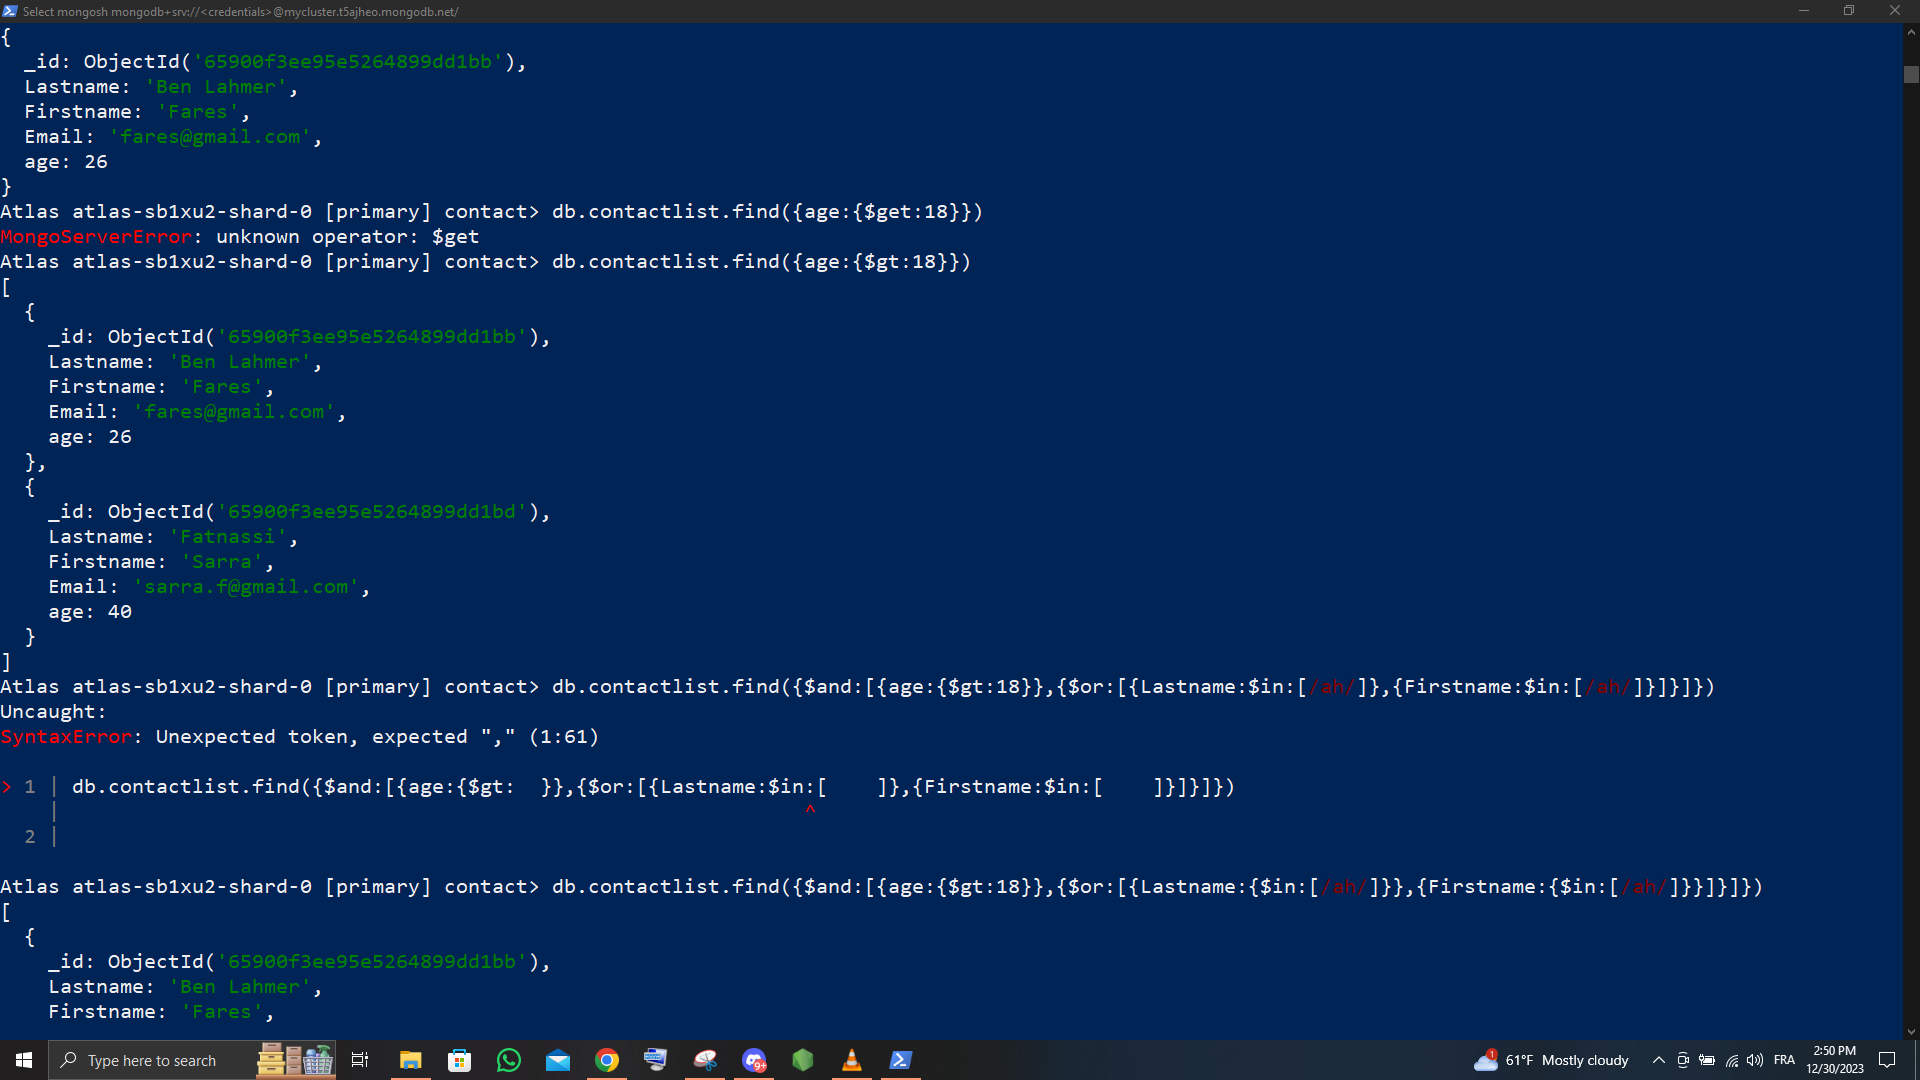 Select mongosh mongodb+srv://<credentials>@mycluster.t5ajheo.mongodb.net/
{
  _id: ObjectId('65900f3ee95e5264899dd1bb'),
  Lastname: 'Ben Lahmer',
  Firstname: 'Fares',
  Email: 'fares@gmail.com',
  age: 26
}
Atlas atlas-sb1xu2-shard-0 [primary] contact> db.contactlist.find({age:{$get:18}})
MongoServerError: unknown operator: $get
Atlas atlas-sb1xu2-shard-0 [primary] contact> db.contactlist.find({age:{$gt:18}})
[
  {
    _id: ObjectId('65900f3ee95e5264899dd1bb'),
    Lastname: 'Ben Lahmer',
    Firstname: 'Fares',
    Email: 'fares@gmail.com',
    age: 26
  },
  {
    _id: ObjectId('65900f3ee95e5264899dd1bd'),
    Lastname: 'Fatnassi',
    Firstname: 'Sarra',
    Email: 'sarra.f@gmail.com',
    age: 40
  }
]
Atlas atlas-sb1xu2-shard-0 [primary] contact> db.contactlist.find({$and:[{age:{$gt:18}},{$or:[{Lastname:$in:[/ah/]},{Firstname:$in:[/ah/]}]}]})
Uncaught:
SyntaxError: Unexpected token, expected "," (1:61)
> 1 | db.contactlist.find({$and:[{age:{$gt:  }},{$or:[{Lastname:$in:[    ]},{Firstname:$in:[    ]}]}]})
    |                                                              ^
  2 |
Atlas atlas-sb1xu2-shard-0 [primary] contact> db.contactlist.find({$and:[{age:{$gt:18}},{$or:[{Lastname:{$in:[/ah/]}},{Firstname:{$in:[/ah/]}}]}]})
[
  {
    _id: ObjectId('65900f3ee95e5264899dd1bb'),
    Lastname: 'Ben Lahmer',
    Firstname: 'Fares',
Type here to search
9+
1
61°F Mostly cloudy
FRA
2:50 PM
12/30/2023